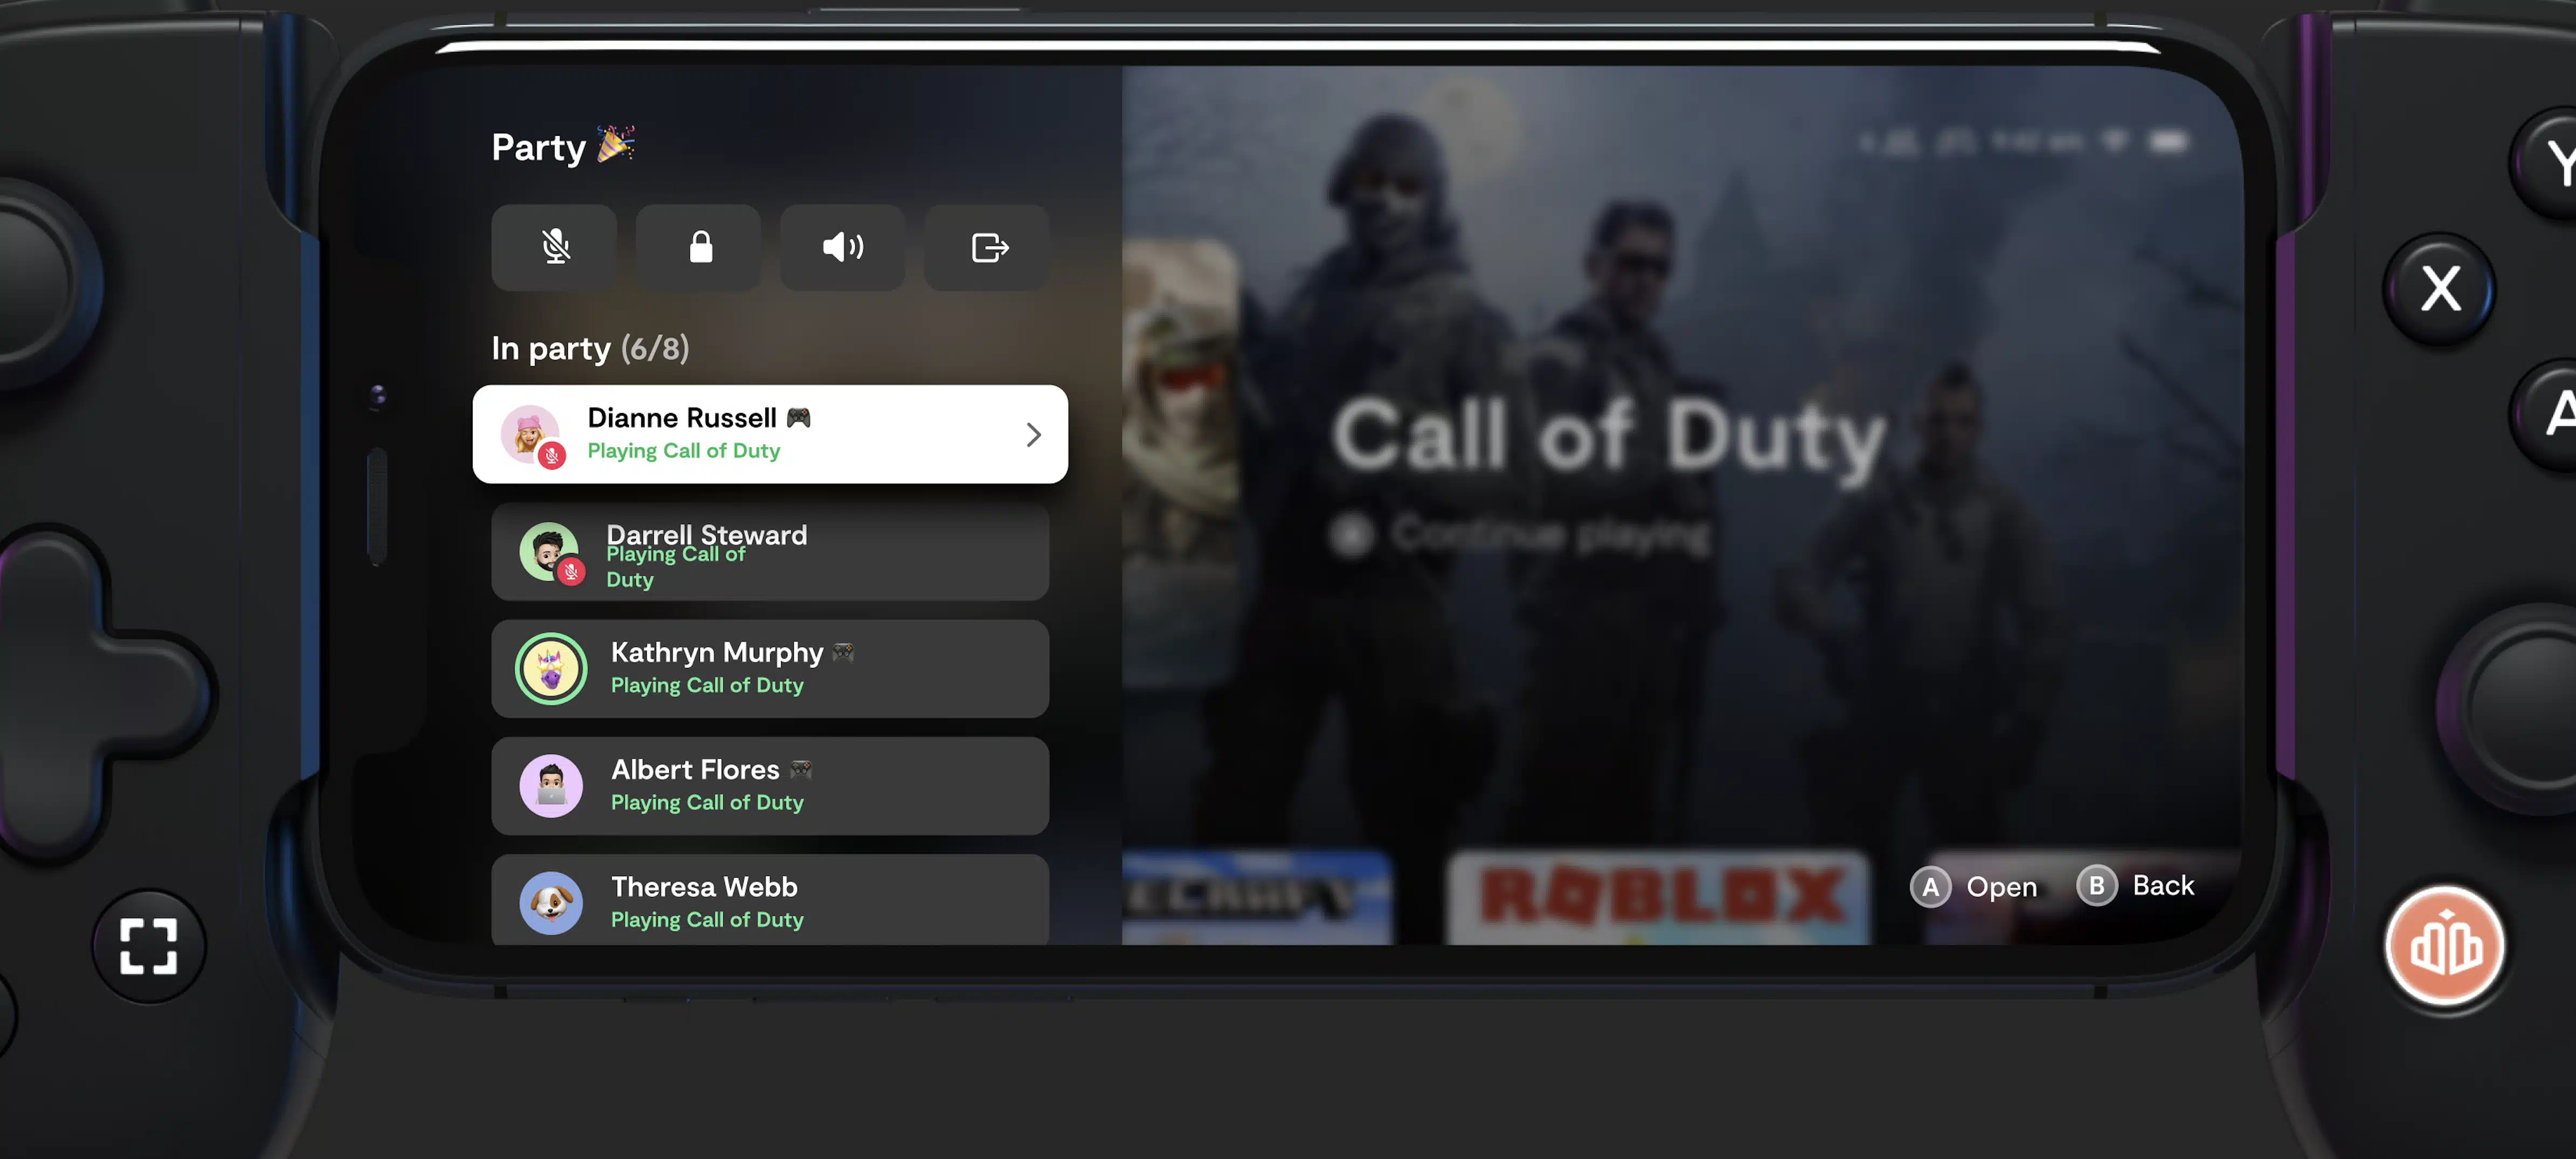 Party
In party (6/8)
Dianne Russell
Playing Call of Duty
Darrell Steward
Playing Call of
Duty
Kathryn Murphy
Playing Call of Duty
Albert Flores
Playing Call of Duty
Theresa Webb
Playing Call of Duty
Call of Duty
Continue playing
ROBLOX
A Open B Back
Y
X
A